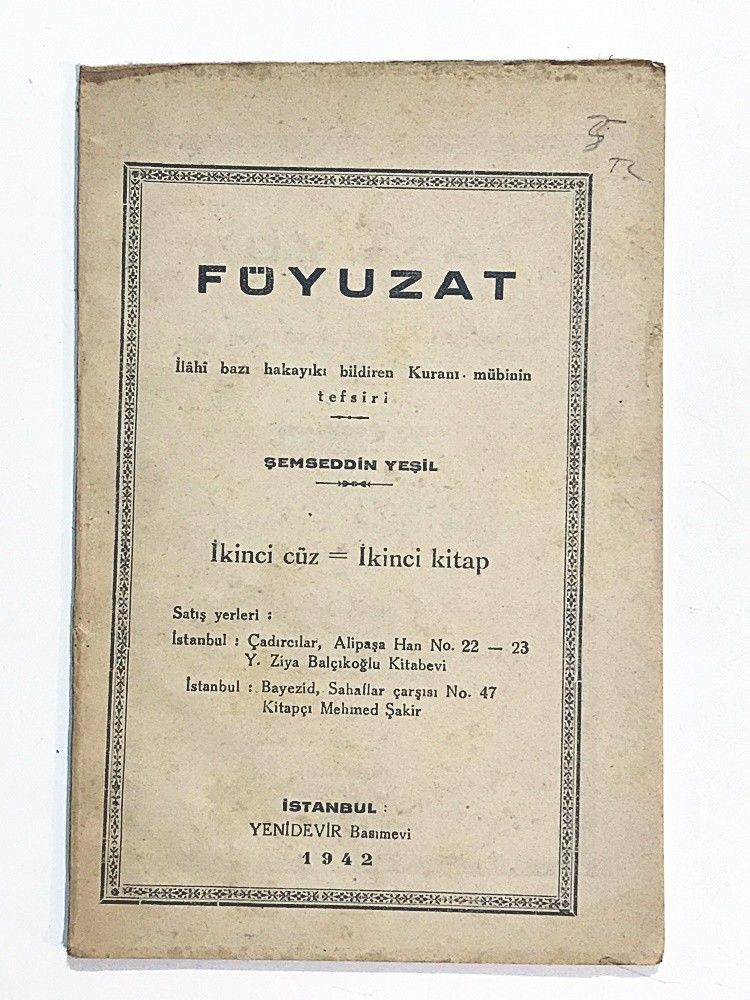 FÜYUZAT
İlâhî bazı hakayıkı bildiren Kuranı. mübinin
tefsiri
ŞEMSEDDİN YEŞİL
İkinci cüz = İkinci kitap
Satış yerleri :
İstanbul : Çadırcılar, Alipaşa Han No. 22 — 23
Y. Ziya Balçıkoğlu Kitabevi
İstanbul : Bayezid, Sahaflar çarşısı No. 47
Kitapçı Mehmed Şakir
İSTANBUL :
YENİDEVİR Basımevi
1942